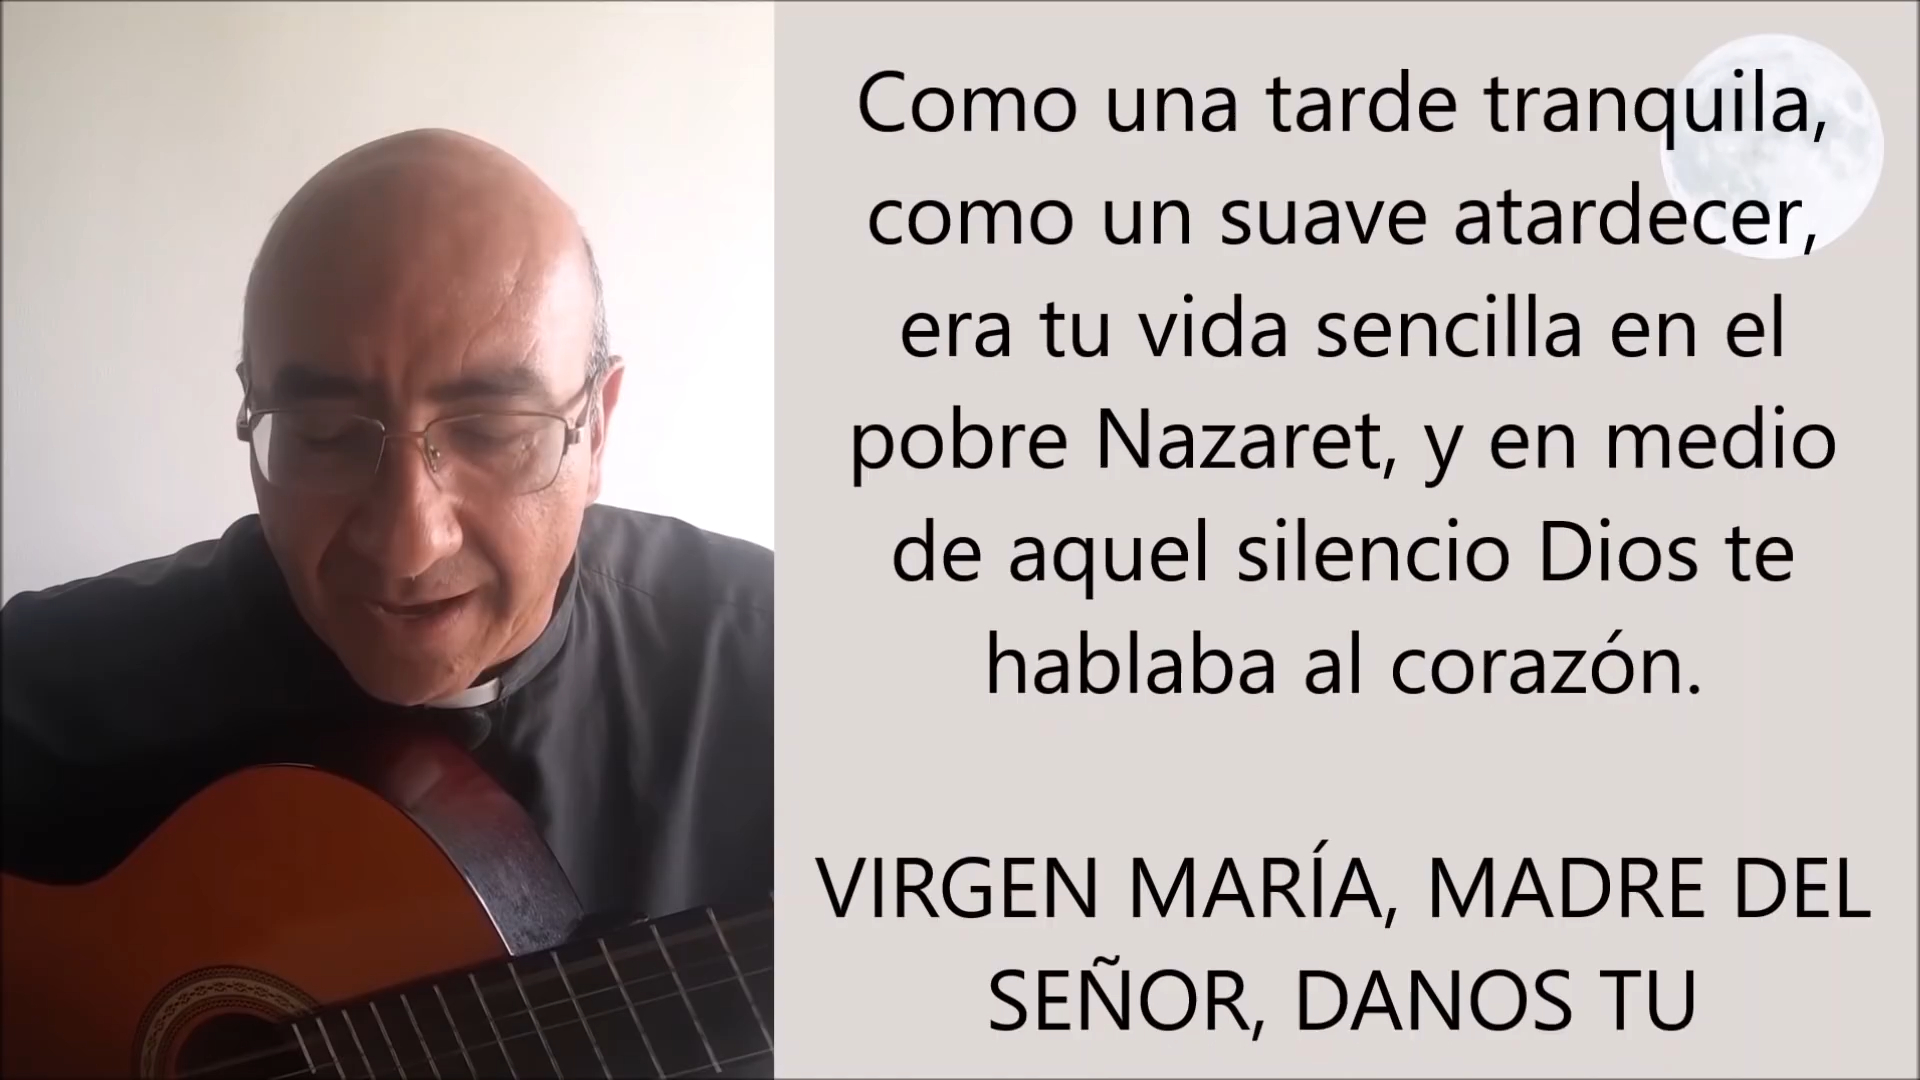 Como una tarde tranquila,
como un suave atardecer,
era tu vida sencilla en el
pobre Nazaret, y en medio
de aquel silencio Dios te
hablaba al corazón.
VIRGEN MARÍA, MADRE DEL
SEÑOR, DANOS TU